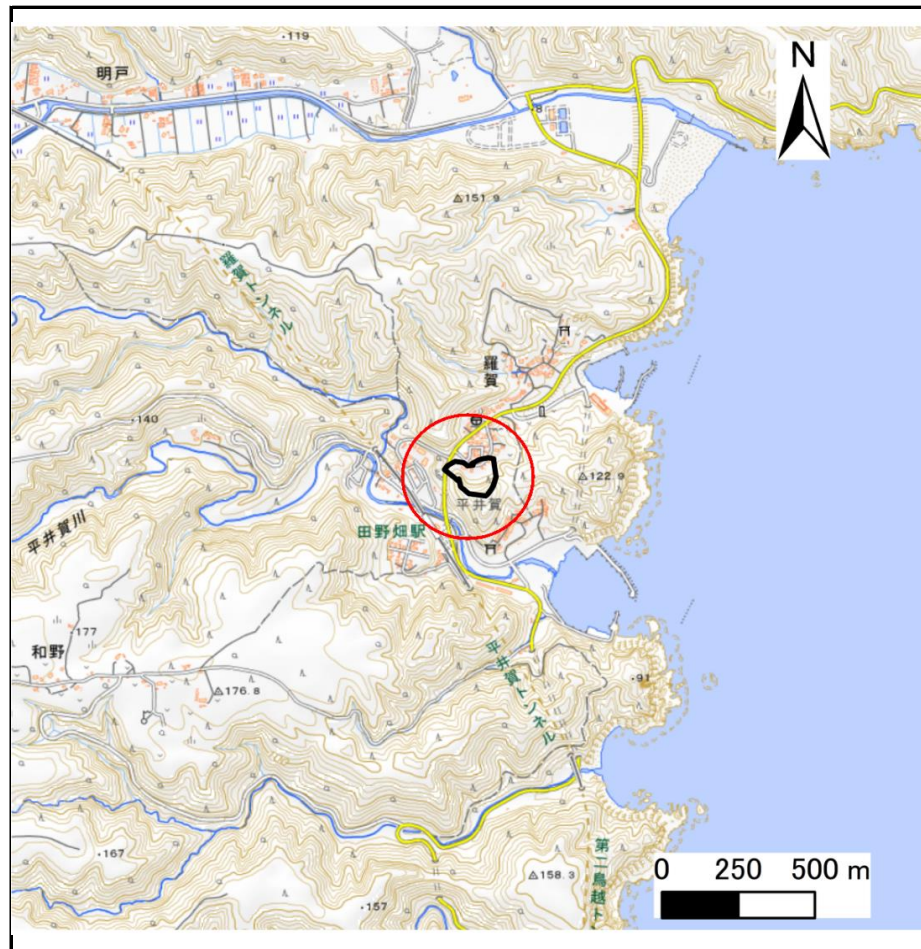 119
明戸
N
8
151.9
羅賀トンネル
羅賀
140
122.9
平井賀
田野畑駅
平井賀川
177
和野
176.8
平井賀トンネル
91
0 250 500 m
167
158.3
157
第二鳥越ト